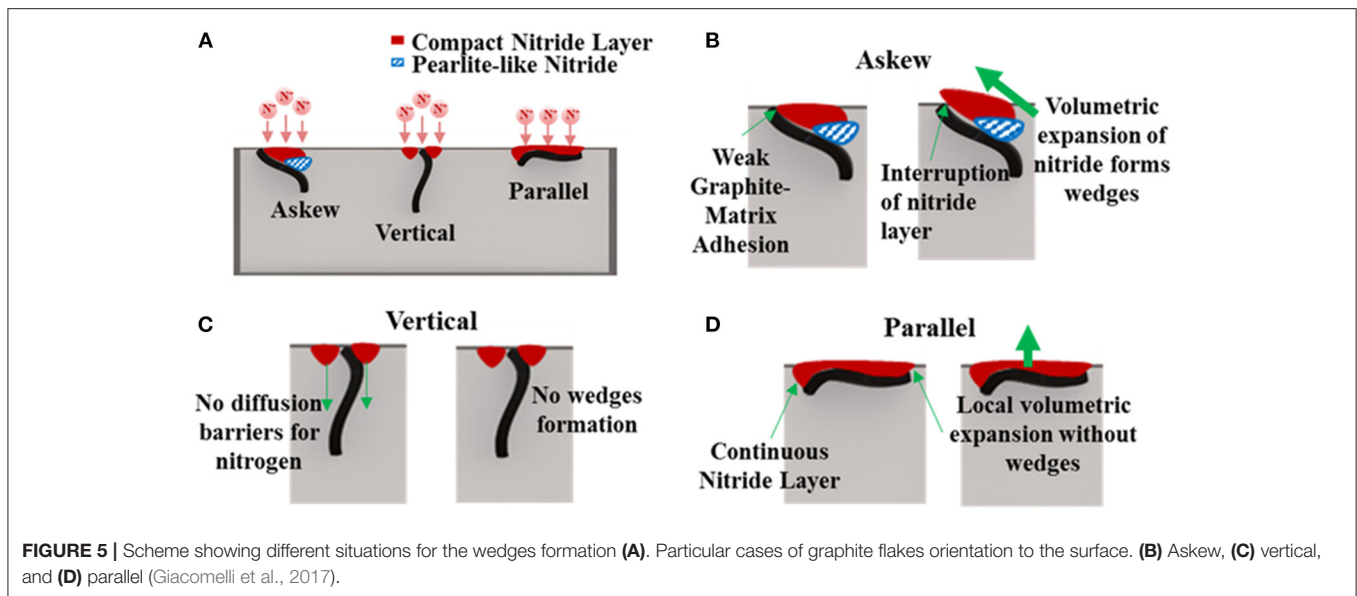 A
Compact Nitride Layer
Pearlite-like Nitride
N+ N+ N+
N+ N+ N+
N+ N+ N+
Askew
Vertical
Parallel
B
Askew
Weak
Graphite-
Matrix
Adhesion
Interruption
of nitride
layer
Volumetric
expansion of
nitride forms
wedges
C
Vertical
No diffusion
barriers for
nitrogen
No wedges
formation
D
Parallel
Continuous
Nitride Layer
Local volumetric
expansion without
wedges
FIGURE 5 | Scheme showing different situations for the wedges formation (A). Particular cases of graphite flakes orientation to the surface. (B) Askew, (C) vertical,
and (D) parallel (Giacomelli et al., 2017).